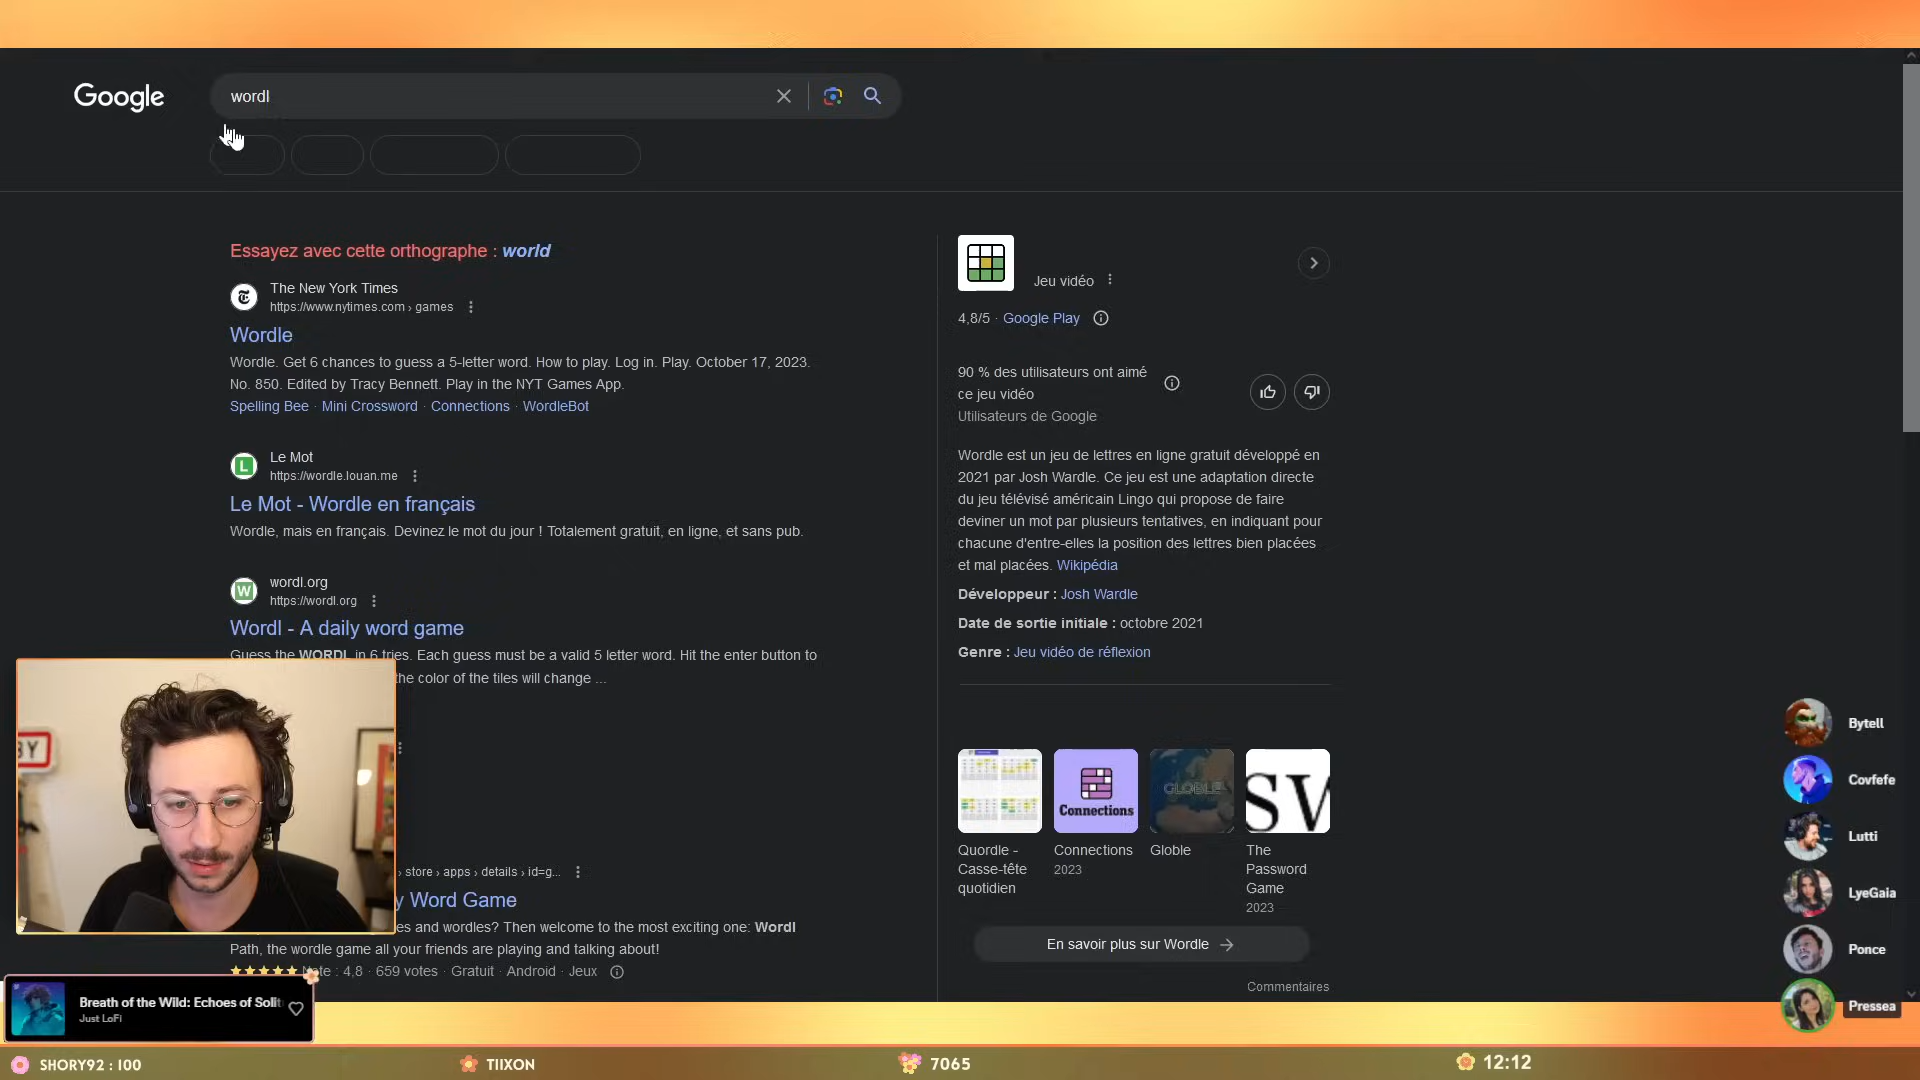 Google
wordl
Essayez avec cette orthographe : world
The New York Times
https://www.nytimes.com › games
Wordle
Wordle. Get 6 chances to guess a 5-letter word. How to play. Log in. Play. October 17, 2023.
No. 850. Edited by Tracy Bennett. Play in the NYT Games App.
Spelling Bee · Mini Crossword · Connections · WordleBot
L
Le Mot
https://wordle.louan.me
Le Mot - Wordle en français
Wordle, mais en français. Devinez le mot du jour ! Totalement gratuit, en ligne, et sans pub.
W
wordl.org
https://wordl.org
Wordl - A daily word game
Guess the WORDL in 6 tries. Each guess must be a valid 5 letter word. Hit the enter button to
the color of the tiles will change ...
› store › apps › details › id=g...
y Word Game
es and wordles? Then welcome to the most exciting one: Wordl
Path, the wordle game all your friends are playing and talking about!
Note : 4,8 · 659 votes · Gratuit · Android · Jeux
Jeu vidéo
4,8/5 · Google Play
90 % des utilisateurs ont aimé
ce jeu vidéo
Utilisateurs de Google
Wordle est un jeu de lettres en ligne gratuit développé en
2021 par Josh Wardle. Ce jeu est une adaptation directe
du jeu télévisé américain Lingo qui propose de faire
deviner un mot par plusieurs tentatives, en indiquant pour
chacune d'entre-elles la position des lettres bien placées
et mal placées. Wikipédia
Développeur : Josh Wardle
Date de sortie initiale : octobre 2021
Genre : Jeu vidéo de réflexion
Connections
GLOBLE
SW
Quordle -
Casse-tête
quotidien
Connections
2023
Globle
The
Password
Game
2023
En savoir plus sur Wordle
Commentaires
BY
Bytell
Covfefe
Lutti
LyeGaia
Ponce
Pressea
Breath of the Wild: Echoes of Solit
Just LoFi
SHORY92 : 100
TIIXON
7065
12:12